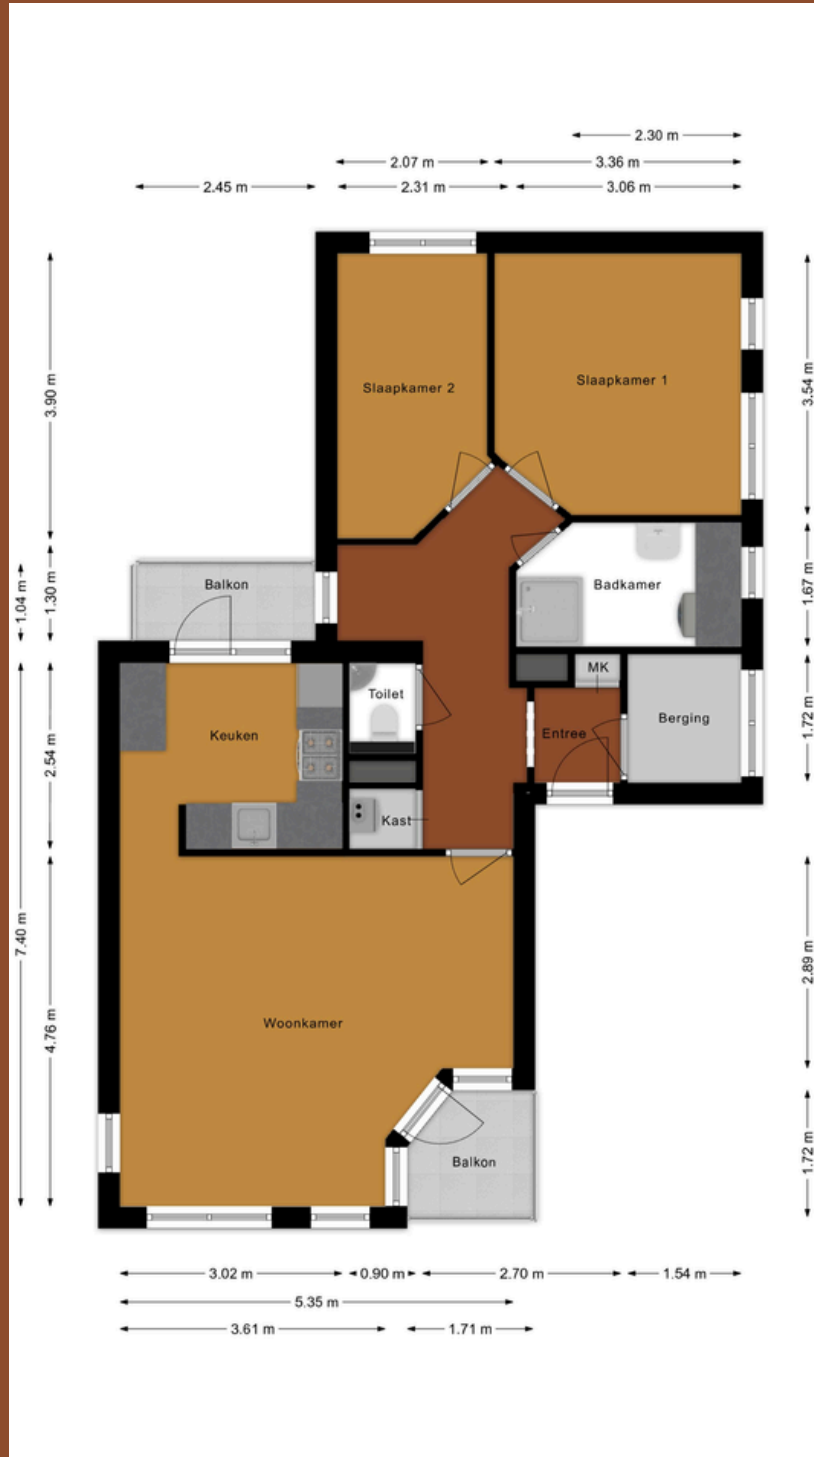 2.30 m
2.07 m
3.36 m
2.45 m
2.31 m
3.06 m
3.90 m
3.54 m
Slaapkamer 2
Slaapkamer 1
1.04 m
1.30 m
Balkon
Badkamer
1.67 m
Toilet
MK
Keuken
Entree
Berging
2.54 m
1.72 m
Kast
7.40 m
4.76 m
Woonkamer
2.89 m
Balkon
1.72 m
3.02 m
0.90 m
2.70 m
1.54 m
5.35 m
3.61 m
1.71 m